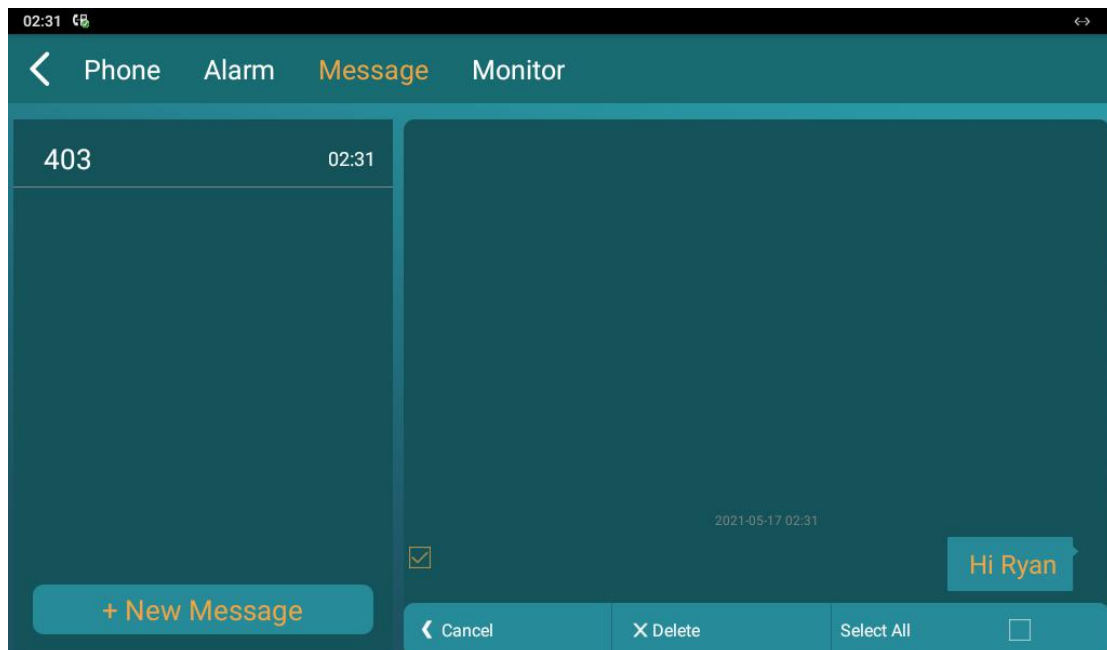 02:31
Phone Alarm Message Monitor
403 02:31
2021-05-17 02:31
Hi Ryan
+ New Message
Cancel Delete Select All